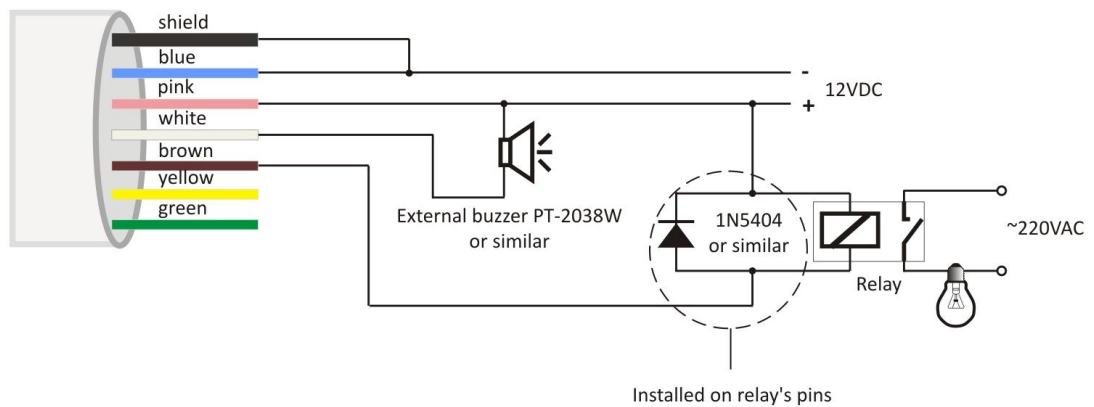 shield
blue
pink
white
brown
yellow
green
-
+
12VDC
External buzzer PT-2038W
or similar
1N5404
or similar
Relay
~220VAC
Installed on relay's pins